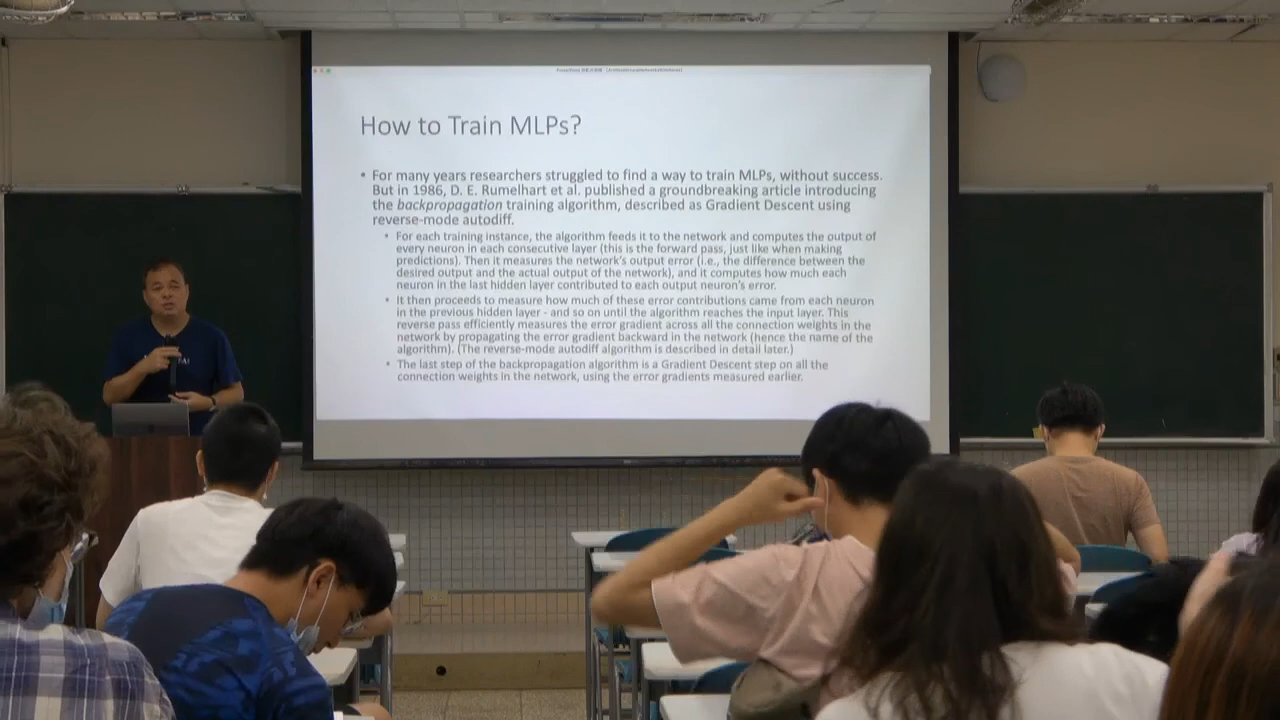 How to Train MLPs?
• For many years researchers struggled to find a way to train MLPs, without success.
But in 1986, D. E. Rumelhart et al. published a groundbreaking article introducing
the backpropagation training algorithm, described as Gradient Descent using
reverse-mode autodiff.
• For each training instance, the algorithm feeds it to the network and computes the output of
every neuron in each consecutive layer (this is the forward pass, just like when making
predictions). Then it measures the network's output error (i.e., the difference between the
desired output and the actual output of the network), and it computes how much each
neuron in the last hidden layer contributed to each output neuron's error.
• It then proceeds to measure how much of these error contributions came from each neuron
in the previous hidden layer - and so on until the algorithm reaches the input layer. This
reverse pass efficiently measures the error gradient across all the connection weights in the
network by propagating the error gradient backward in the network (hence the name of the
algorithm). (The reverse-mode autodiff algorithm is described in detail later.)
• The last step of the backpropagation algorithm is a Gradient Descent step on all the
connection weights in the network, using the error gradients measured earlier.